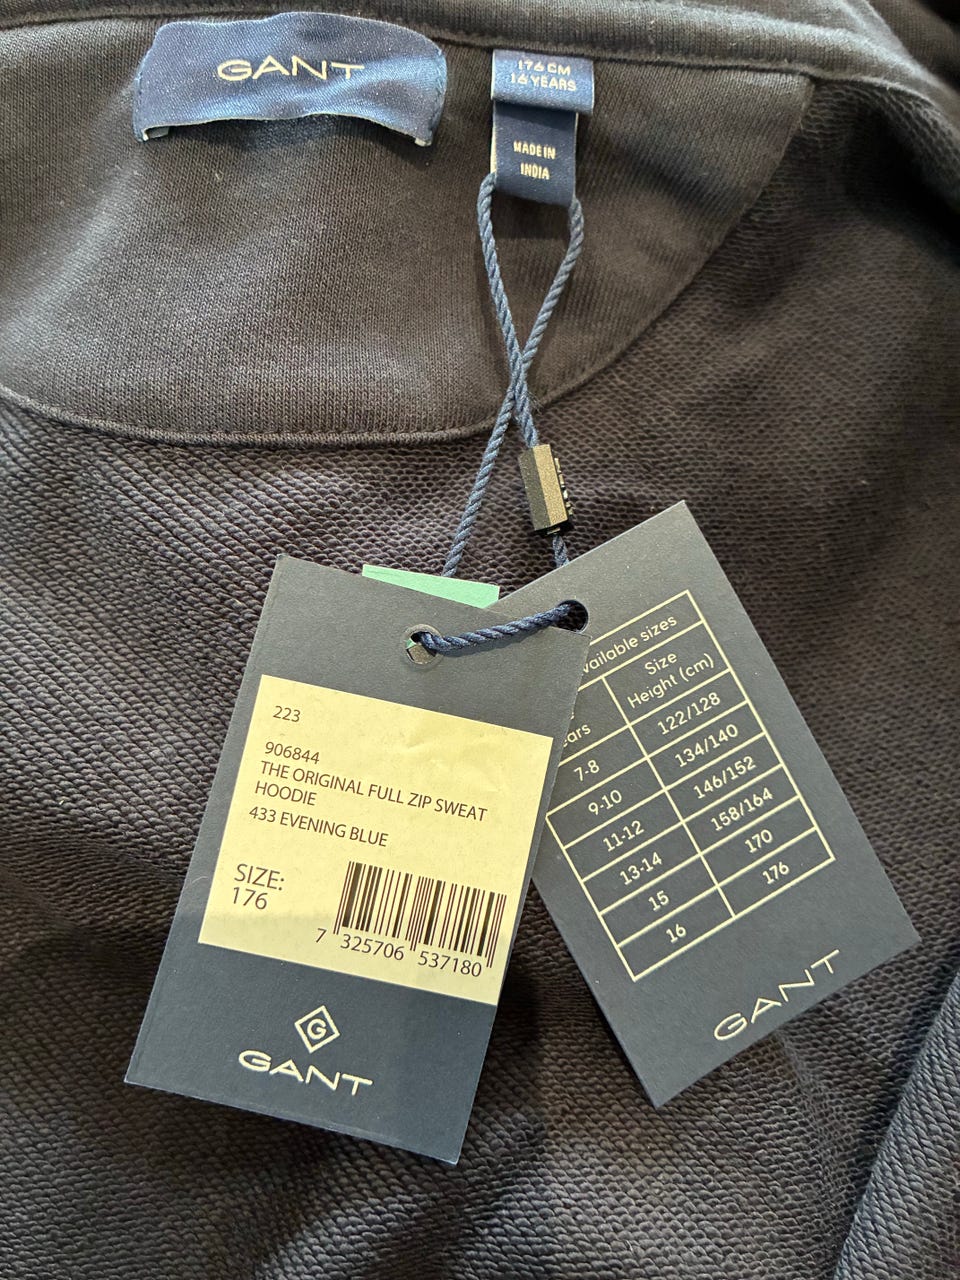 GANT
176 CM
16 YEARS
MADE IN
INDIA
223
906844
THE ORIGINAL FULL ZIP SWEAT
HOODIE
433 EVENING BLUE
SIZE:
176
7 325706 537180
G
GANT
sizes
Size
Height (cm)
7-8 122/128
9-10 134/140
11-12 146/152
13-14 158/164
15 170
16 176
GANT